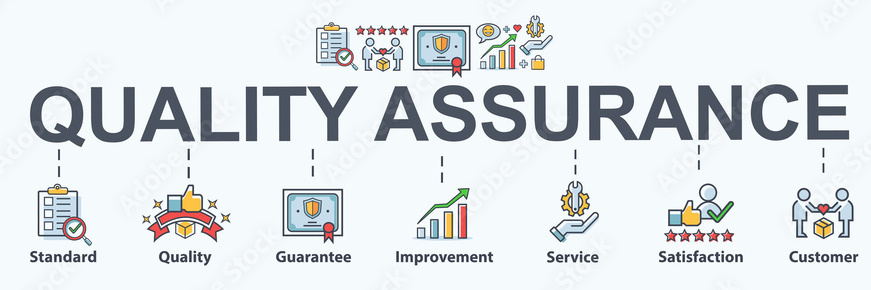 QUALITY ASSURANCE
Standard Quality Guarantee Improvement Service Satisfaction Customer